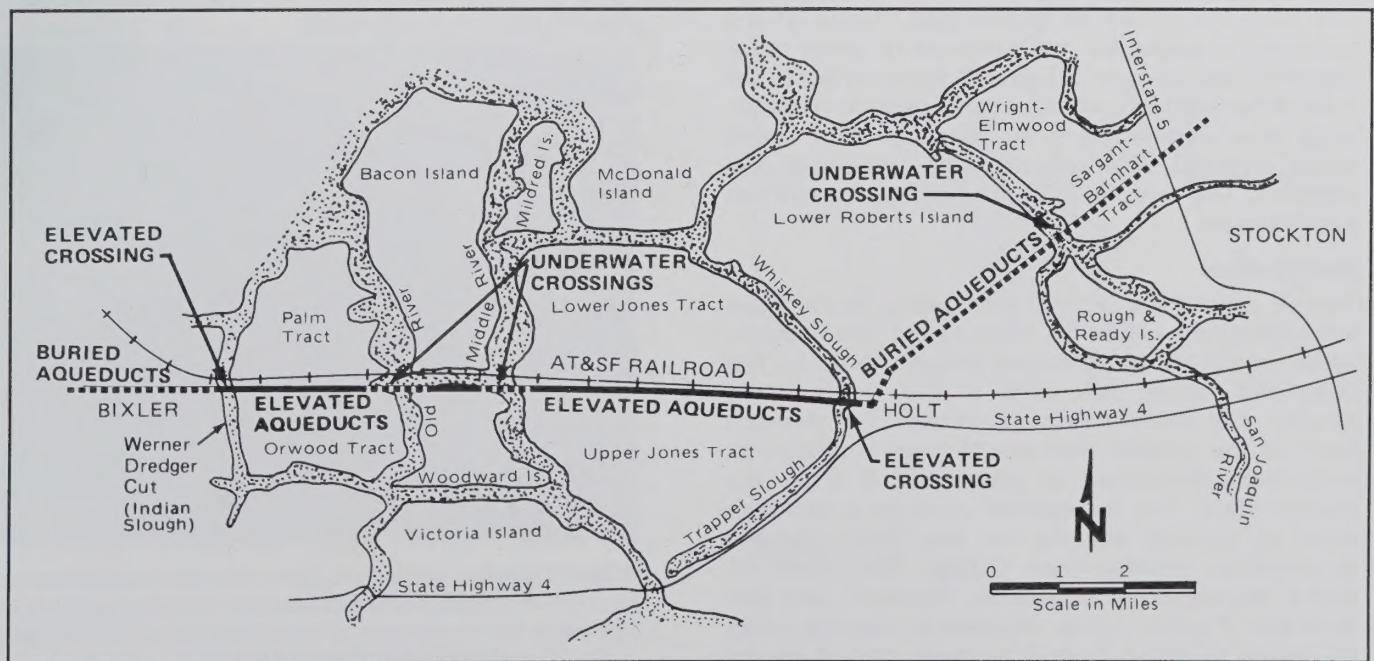 Interstate 5
Wright-
Elmwood
Tract
Bacon Island
Mildred Is.
McDonald
Island
UNDERWATER
CROSSING
Sargant-
Barnhart
Tract
Lower Roberts Island
STOCKTON
ELEVATED
CROSSING
Middle River
UNDERWATER
CROSSINGS
Lower Jones Tract
Whiskey Slough
BURIED AQUEDUCTS
Rough &
Ready Is.
Palm
Tract
Old River
BURIED
AQUEDUCTS
BIXLER
AT&SF RAILROAD
ELEVATED
AQUEDUCTS
Orwood Tract
ELEVATED AQUEDUCTS
HOLT
State Highway 4
Werner
Dredger
Cut
(Indian
Slough)
Woodward Is.
Upper Jones Tract
ELEVATED
CROSSING
San Joaquin
River
Trapper Slough
Victoria Island
State Highway 4
N
0 1 2
Scale in Miles